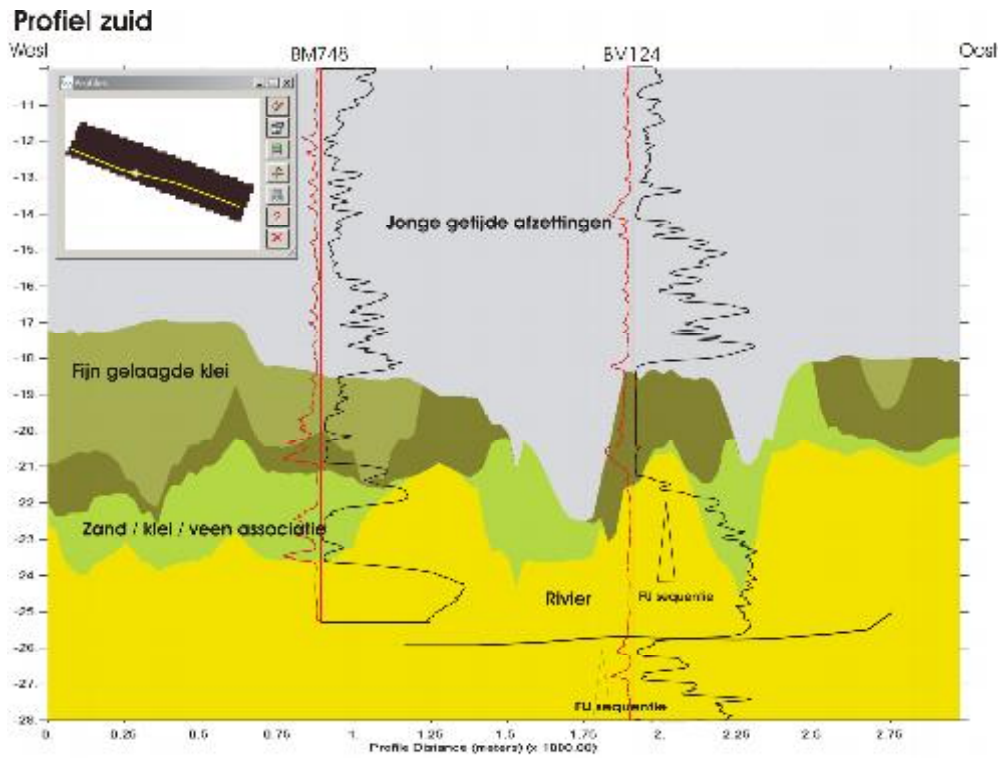 Profiel zuid
West
BM748
BV124
Oost
Profiles
-11
-12
-13
-14
-15
-16
-17
-18
-19
-20
-21
-22
-23
-24
-25
-26
-27
-28
Jonge getijde afzettingen
Fijn gelaagde klei
Zand / klei / veen associatie
Rivier
FU sequentie
FU sequentie
0
0.25
0.5
0.75
1.
1.25
1.5
1.75
2.
2.25
2.5
2.75
Profile Distance (meters) (x 1000.00)